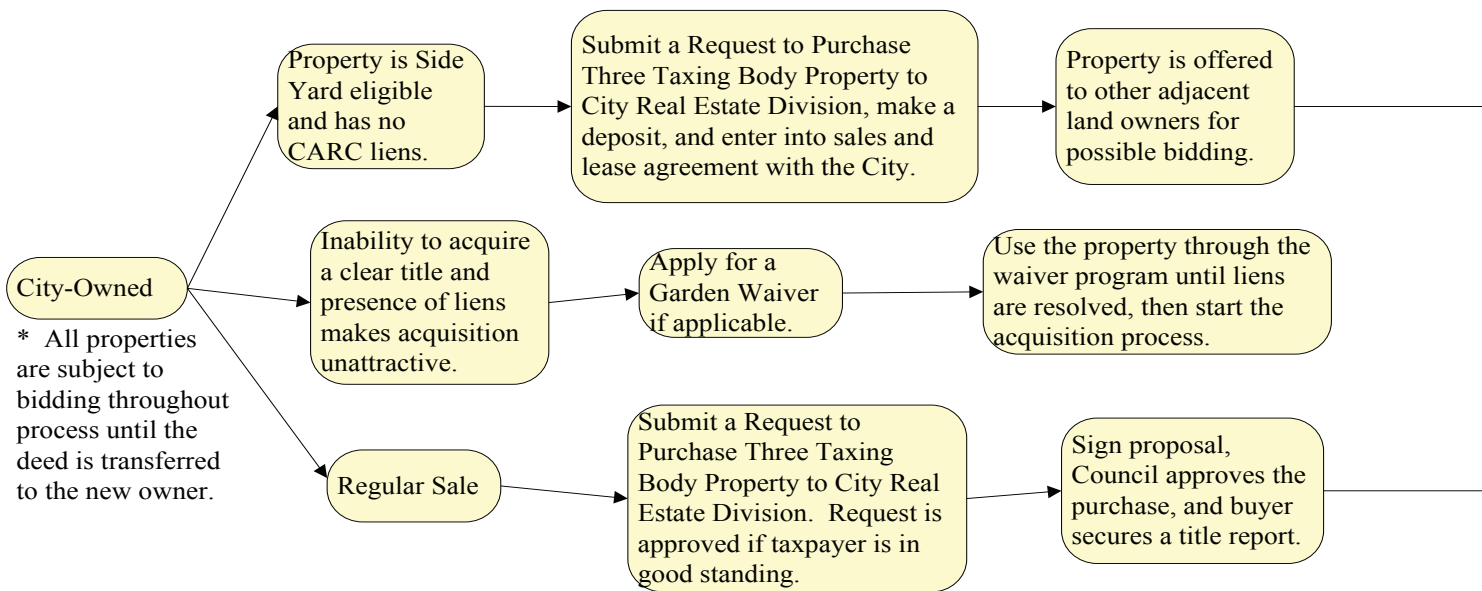 Property is Side
Yard eligible
and has no
CARC liens.
Submit a Request to Purchase
Three Taxing Body Property to
City Real Estate Division, make a
deposit, and enter into sales and
lease agreement with the City.
Property is offered
to other adjacent
land owners for
possible bidding.
City-Owned
* All properties
are subject to
bidding throughout
process until the
deed is transferred
to the new owner.
Inability to acquire
a clear title and
presence of liens
makes acquisition
unattractive.
Apply for a
Garden Waiver
if applicable.
Use the property through the
waiver program until liens
are resolved, then start the
acquisition process.
Regular Sale
Submit a Request to
Purchase Three Taxing
Body Property to City Real
Estate Division. Request is
approved if taxpayer is in
good standing.
Sign proposal,
Council approves the
purchase, and buyer
secures a title report.